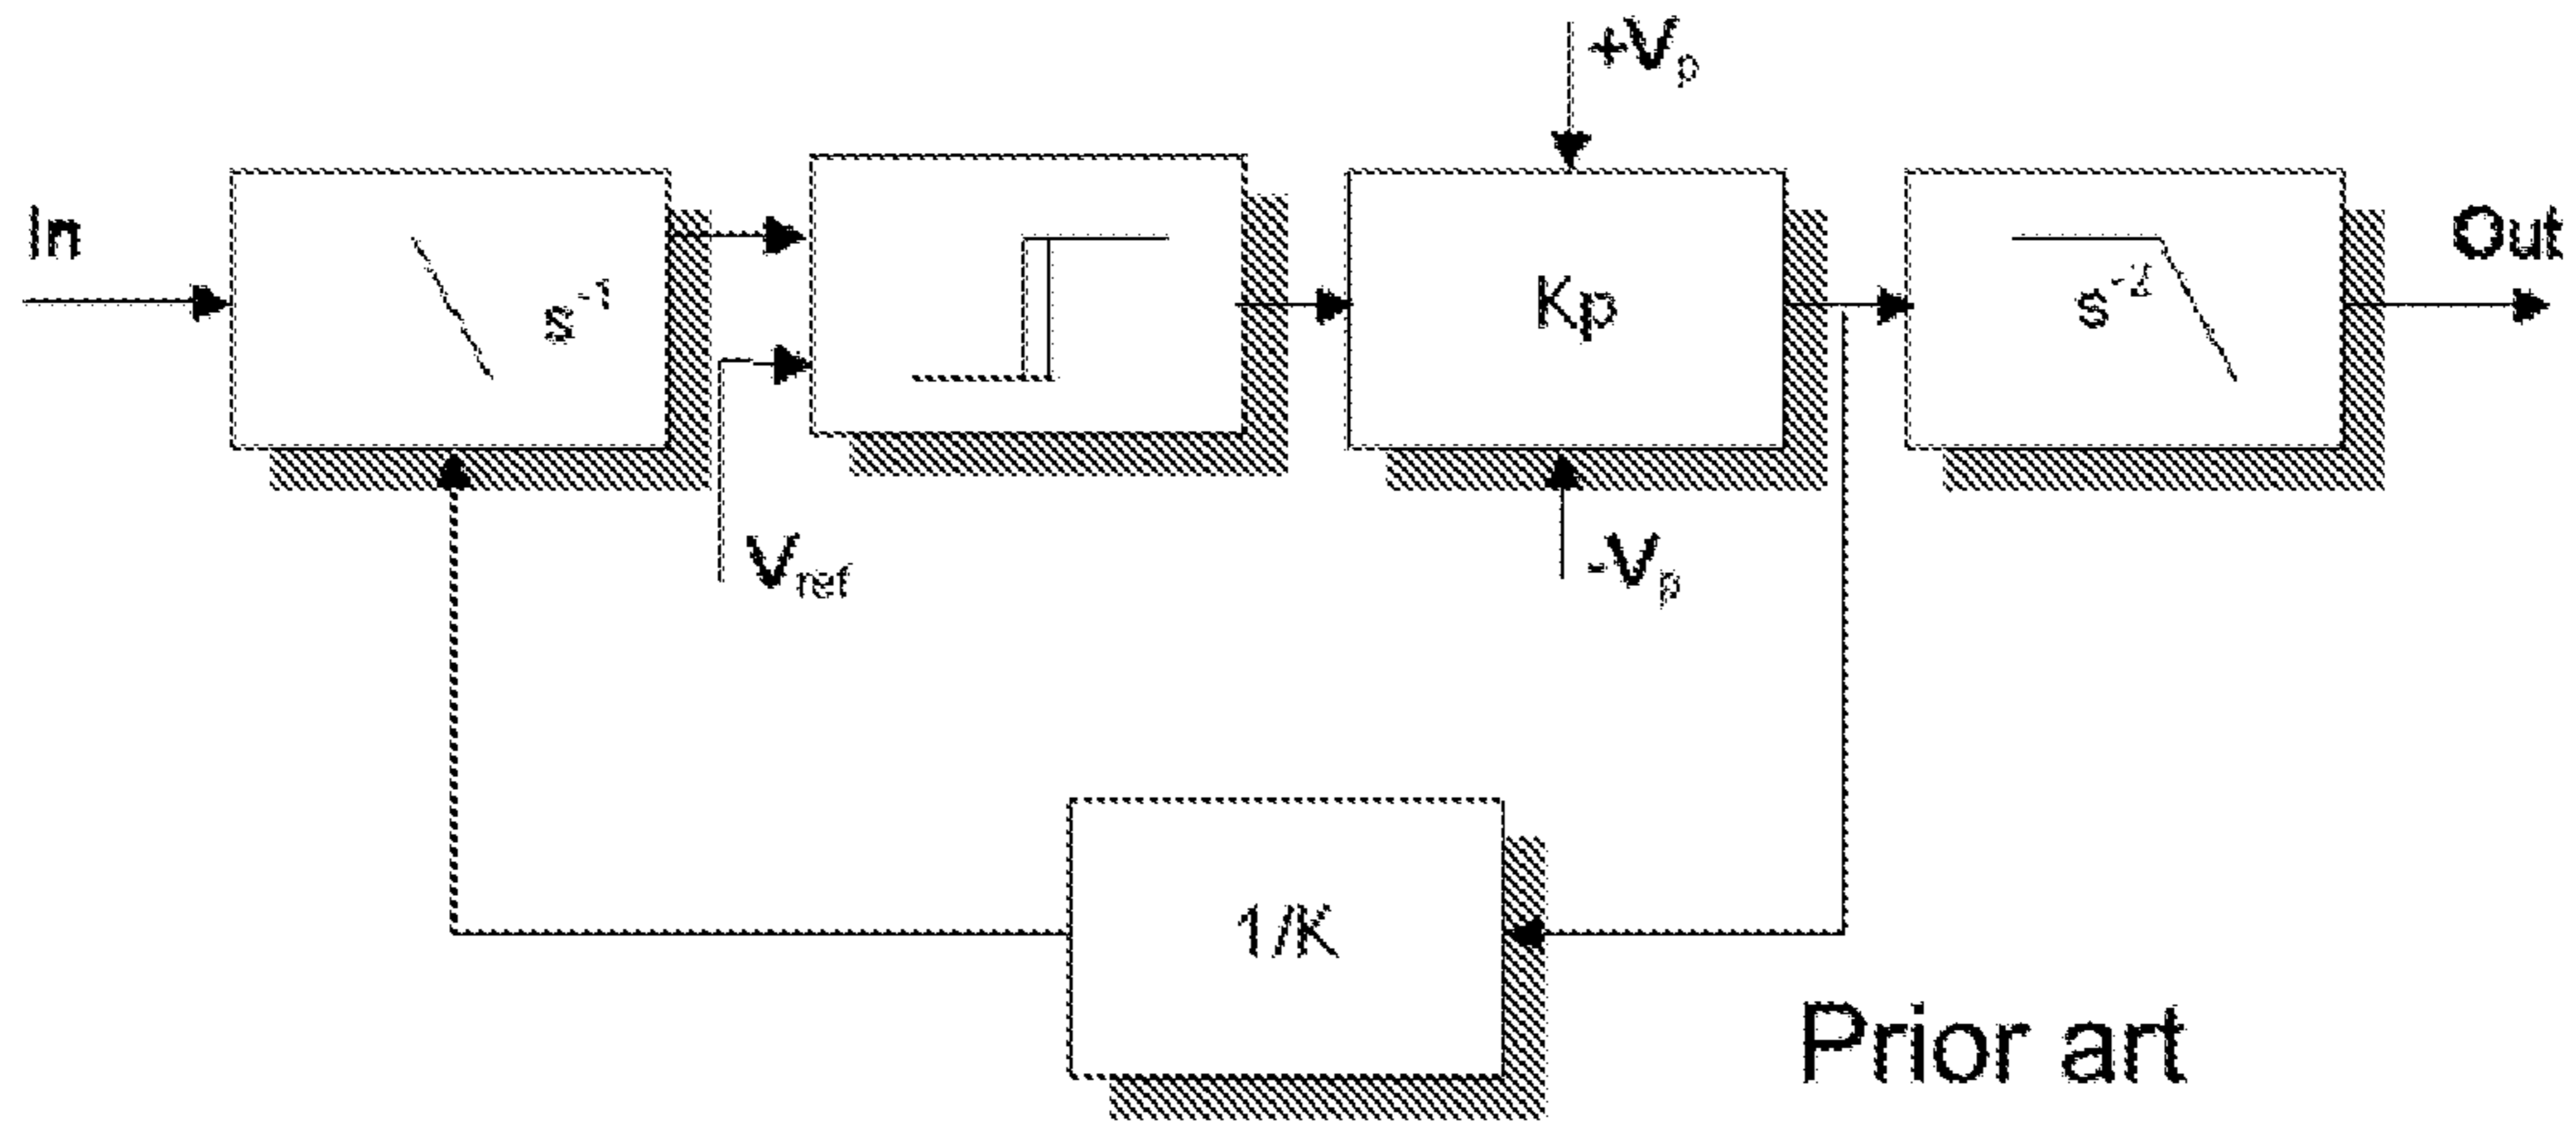 +Vp
In
s-1
Kp
s-2
Out
Vref
-Vp
1/K
Prior art